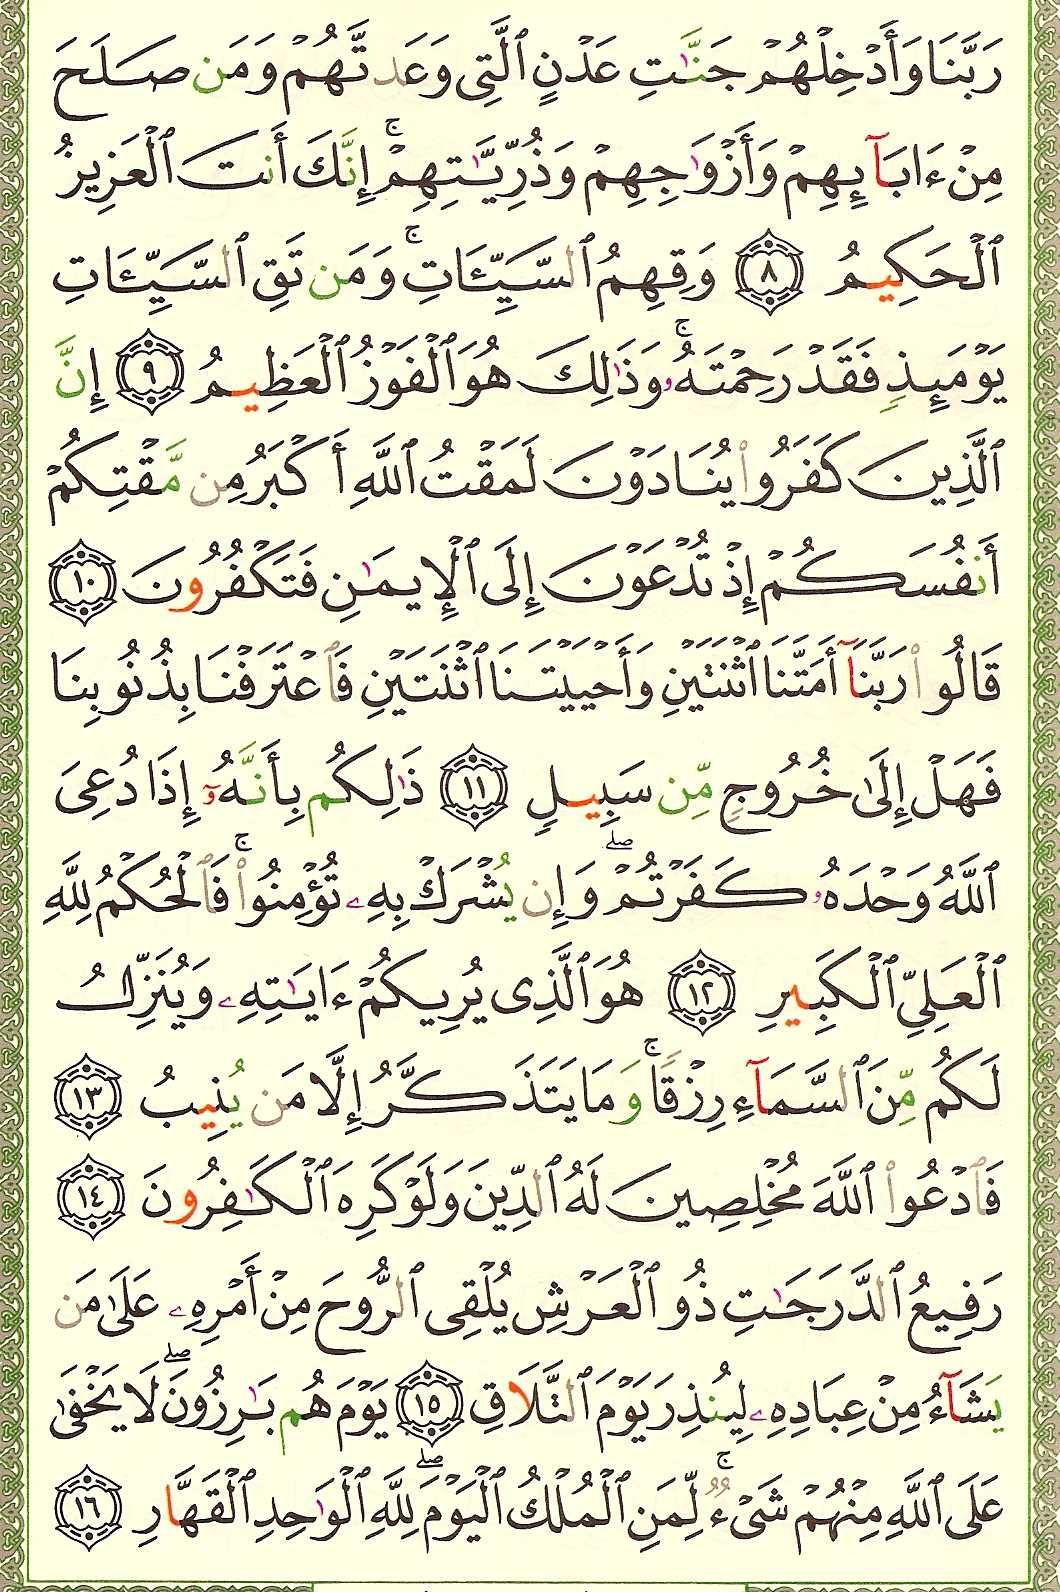 رَبَّنَا وَأَدْخِلْهُمْ جَنَّٰتِ عَدْنٍ ٱلَّتِى وَعَدتَّهُمْ وَمَن صَلَحَ
مِنْ ءَابَآئِهِمْ وَأَزْوَٰجِهِمْ وَذُرِّيَّٰتِهِمْ ۚ إِنَّكَ أَنتَ ٱلْعَزِيزُ
ٱلْحَكِيمُ ٨ وَقِهِمُ ٱلسَّيِّـَٔاتِ ۚ وَمَن تَقِ ٱلسَّيِّـَٔاتِ
يَوْمَئِذٍ فَقَدْ رَحِمْتَهُۥ ۚ وَذَٰلِكَ هُوَ ٱلْفَوْزُ ٱلْعَظِيمُ ٩ إِنَّ
ٱلَّذِينَ كَفَرُوا۟ يُنَادَوْنَ لَمَقْتُ ٱللَّهِ أَكْبَرُ مِن مَّقْتِكُمْ
أَنفُسَكُمْ إِذْ تُدْعَوْنَ إِلَى ٱلْإِيمَٰنِ فَتَكْفُرُونَ ١٠
قَالُوا۟ رَبَّنَآ أَمَتَّنَا ٱثْنَتَيْنِ وَأَحْيَيْتَنَا ٱثْنَتَيْنِ فَٱعْتَرَفْنَا بِذُنُوبِنَا
فَهَلْ إِلَىٰ خُرُوجٍ مِّن سَبِيلٍ ١١ ذَٰلِكُم بِأَنَّهُۥٓ إِذَا دُعِىَ
ٱللَّهُ وَحْدَهُۥ كَفَرْتُمْ ۖ وَإِن يُشْرَكْ بِهِۦ تُؤْمِنُوا۟ ۚ فَٱلْحُكْمُ لِلَّهِ
ٱلْعَلِىِّ ٱلْكَبِيرِ ١٢ هُوَ ٱلَّذِى يُرِيكُمْ ءَايَٰتِهِۦ وَيُنَزِّلُ
لَكُم مِّنَ ٱلسَّمَآءِ رِزْقًا ۚ وَمَا يَتَذَكَّرُ إِلَّا مَن يُنِيبُ ١٣
فَٱدْعُوا۟ ٱللَّهَ مُخْلِصِينَ لَهُ ٱلدِّينَ وَلَوْ كَرِهَ ٱلْكَٰفِرُونَ ١٤
رَفِيعُ ٱلدَّرَجَٰتِ ذُو ٱلْعَرْشِ يُلْقِى ٱلرُّوحَ مِنْ أَمْرِهِۦ عَلَىٰ مَن
يَشَآءُ مِنْ عِبَادِهِۦ لِيُنذِرَ يَوْمَ ٱلتَّلَاقِ ١٥ يَوْمَ هُم بَٰرِزُونَ ۖ لَا يَخْفَىٰ
عَلَى ٱللَّهِ مِنْهُمْ شَىْءٌ ۚ لِّمَنِ ٱلْمُلْكُ ٱلْيَوْمَ ۖ لِلَّهِ ٱلْوَٰحِدِ ٱلْقَهَّارِ ١٦